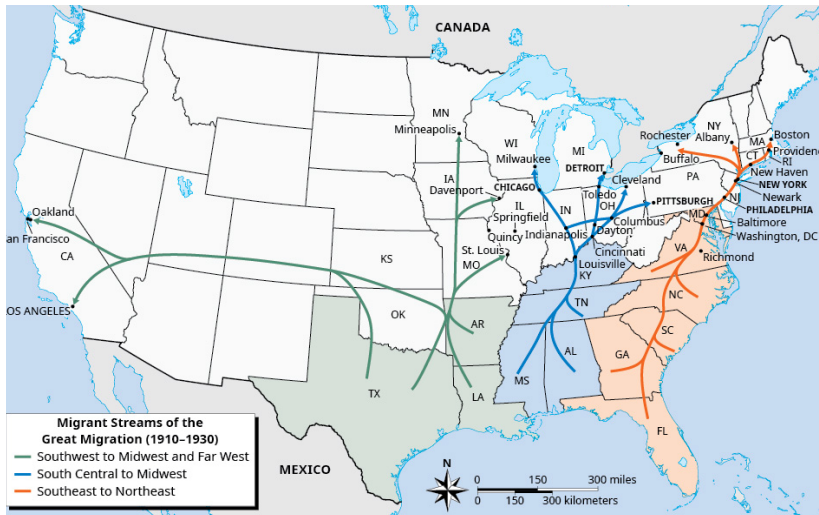 CANADA
MN
Minneapolis
WI
Milwaukee
MI
DETROIT
Rochester
NY
Albany
MA
Boston
Providence
RI
CT
Buffalo
New Haven
NEW YORK
Newark
NJ
PHILADELPHIA
PA
IA
Davenport
CHICAGO
Toledo
Cleveland
OH
PITTSBURGH
MD
Baltimore
Washington, DC
IL
Springfield
IN
Indianapolis
Columbus
Dayton
Quincy
Cincinnati
Oakland
an Francisco
CA
KS
St. Louis
MO
Louisville
KY
VA
Richmond
OS ANGELES
OK
AR
TN
NC
SC
TX
LA
MS
AL
GA
FL
MEXICO
Migrant Streams of the
Great Migration (1910–1930)
Southwest to Midwest and Far West
South Central to Midwest
Southeast to Northeast
N
0 150 300 miles
0 150 300 kilometers